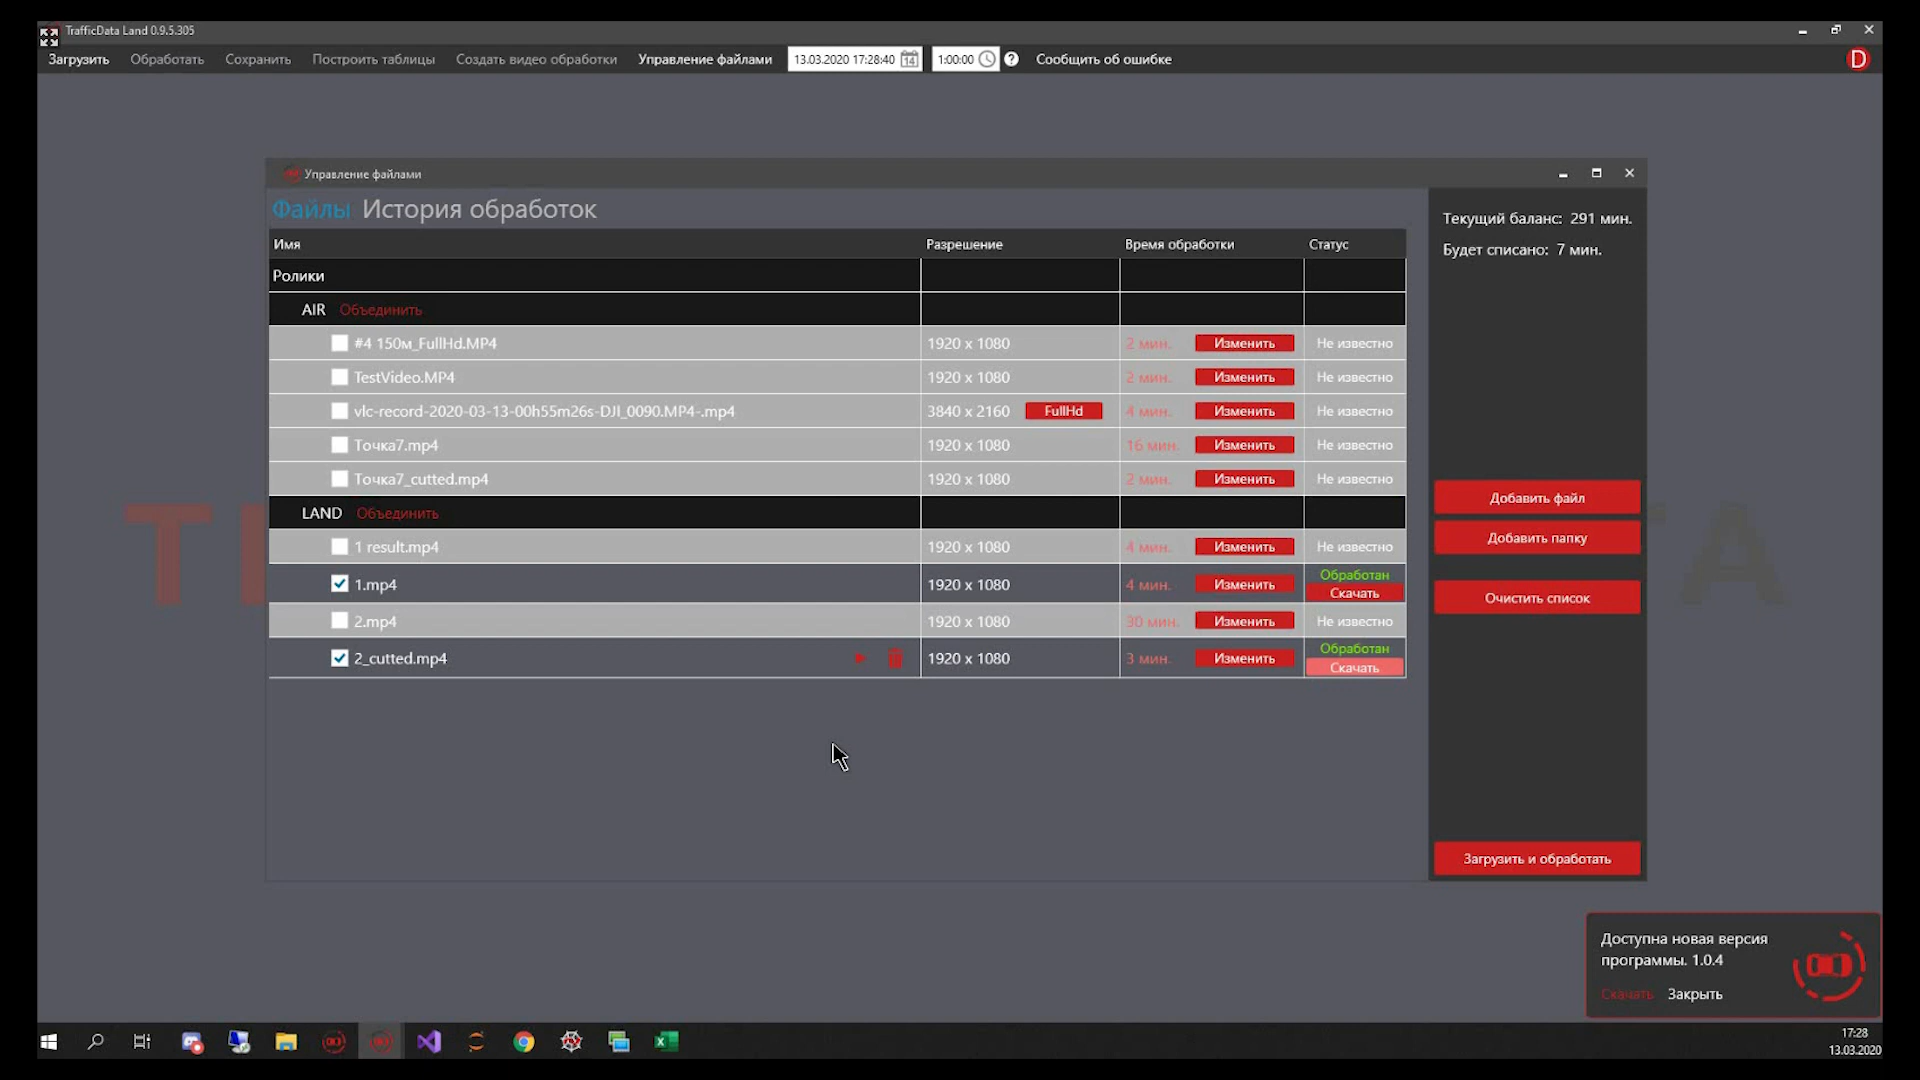 TrafficData Land 0.9.5.305
Загрузить Обработать Сохранить Построить таблицы Создать видео обработки Управление файлами 13.03.2020 17:28:40 14 1:00:00 ? Сообщить об ошибке D
Управление файлами
Файлы История обработок
Имя Разрешение Время обработки Статус
Ролики
AIR Объединить
#4 150м_FullHd.MP4 1920 x 1080 2 мин. Изменить Не известно
TestVideo.MP4 1920 x 1080 2 мин. Изменить Не известно
vlc-record-2020-03-13-00h55m26s-DJI_0090.MP4-.mp4 3840 x 2160 FullHd 4 мин. Изменить Не известно
Точка7.mp4 1920 x 1080 16 мин. Изменить Не известно
Точка7_cutted.mp4 1920 x 1080 2 мин. Изменить Не известно
LAND Объединить
1 result.mp4 1920 x 1080 4 мин. Изменить Не известно
1.mp4 1920 x 1080 4 мин. Изменить Обработан
Скачать
2.mp4 1920 x 1080 30 мин. Изменить Не известно
2_cutted.mp4 1920 x 1080 3 мин. Изменить Обработан
Скачать
Текущий баланс: 291 мин.
Будет списано: 7 мин.
Добавить файл
Добавить папку
Очистить список
Загрузить и обработать
Доступна новая версия
программы. 1.0.4
Скачать Закрыть
17:28
13.03.2020